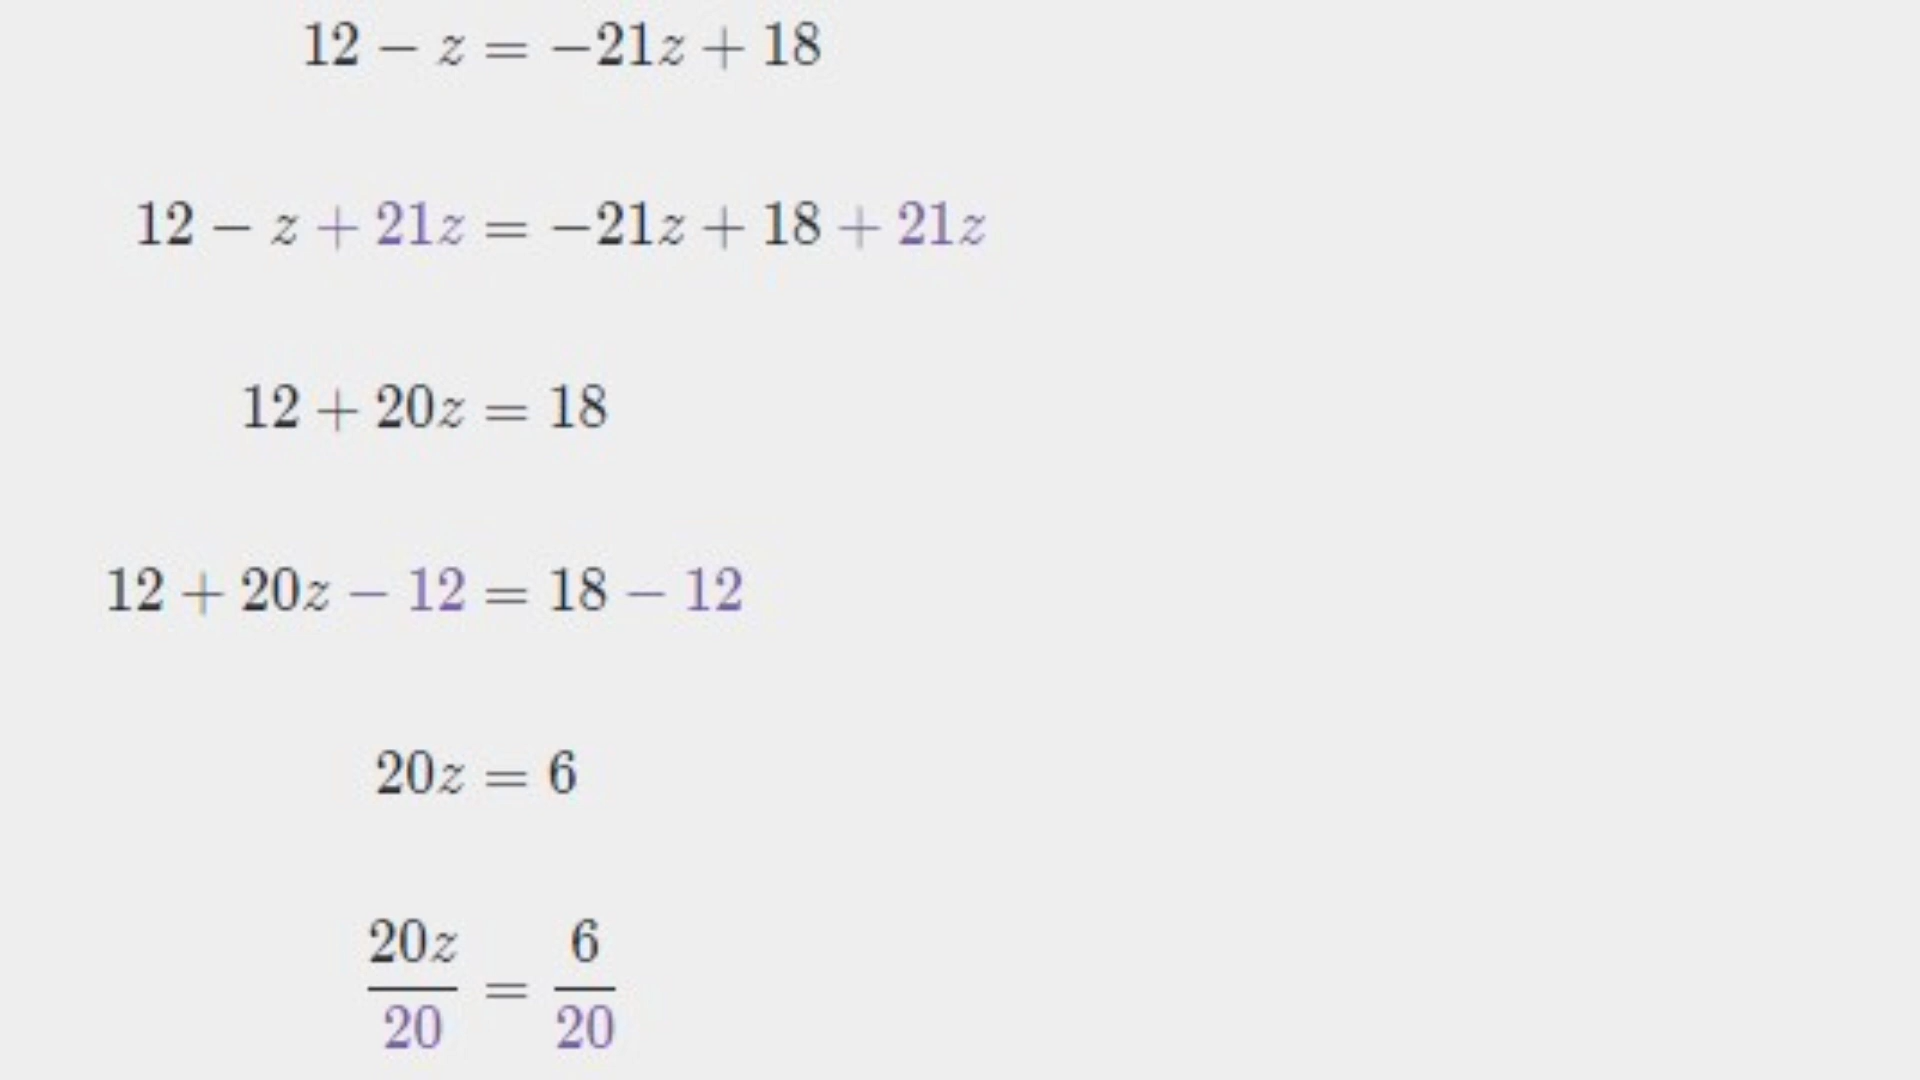 12 − z = −21z + 18
12 − z + 21z = −21z + 18 + 21z
12 + 20z = 18
12 + 20z − 12 = 18 − 12
20z = 6
20z/20 = 6/20